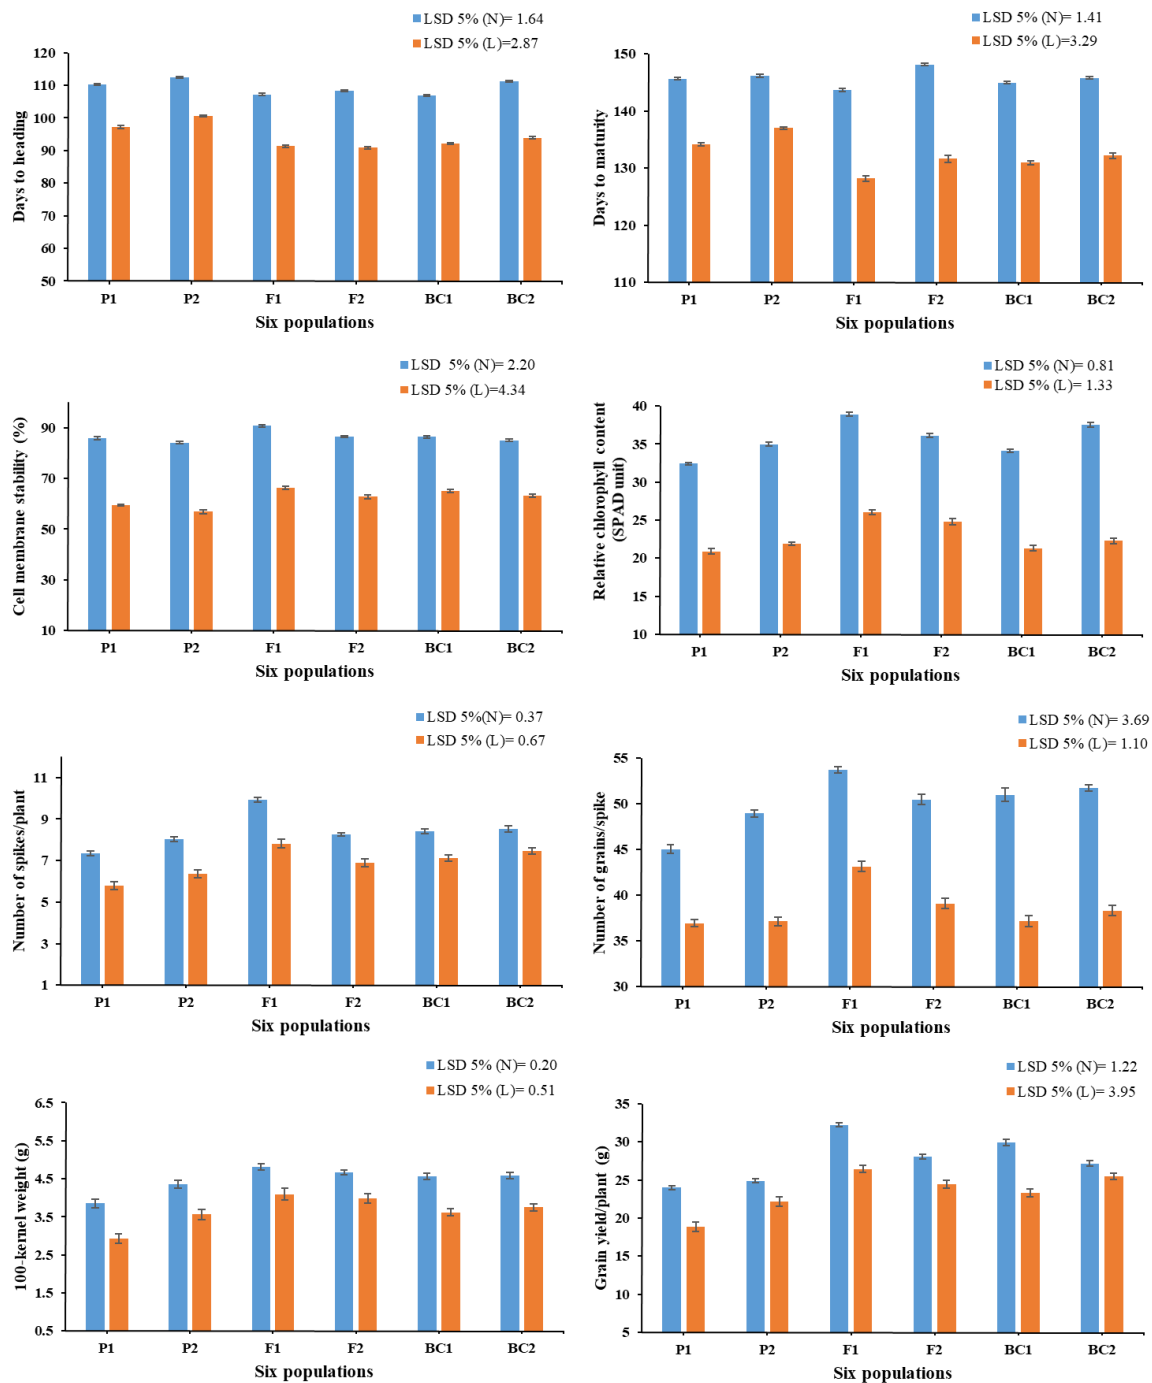 LSD 5% (N)= 1.64
LSD 5% (L)=2.87
Days to heading
120
110
100
90
80
70
60
50
P1 P2 F1 F2 BC1 BC2
Six populations
LSD 5% (N)= 1.41
LSD 5% (L)=3.29
Days to maturity
150
140
130
120
110
P1 P2 F1 F2 BC1 BC2
Six populations
LSD 5% (N)= 2.20
LSD 5% (L)=4.34
Cell membrane stability (%)
90
70
50
30
10
P1 P2 F1 F2 BC1 BC2
Six populations
LSD 5% (N)= 0.81
LSD 5% (L)= 1.33
Relative chlorophyll content
(SPAD unit)
40
35
30
25
20
15
10
P1 P2 F1 F2 BC1 BC2
Six populations
LSD 5%(N)= 0.37
LSD 5% (L)= 0.67
Number of spikes/plant
11
9
7
5
3
1
P1 P2 F1 F2 BC1 BC2
Six populations
LSD 5% (N)= 3.69
LSD 5% (L)= 1.10
Number of grains/spike
55
50
45
40
35
30
P1 P2 F1 F2 BC1 BC2
Six populations
LSD 5% (N)= 0.20
LSD 5% (L)= 0.51
100-kernel weight (g)
6.5
5.5
4.5
3.5
2.5
1.5
0.5
P1 P2 F1 F2 BC1 BC2
Six populations
LSD 5% (N)= 1.22
LSD 5% (L)= 3.95
Grain yield/plant (g)
35
30
25
20
15
10
5
P1 P2 F1 F2 BC1 BC2
Six populations